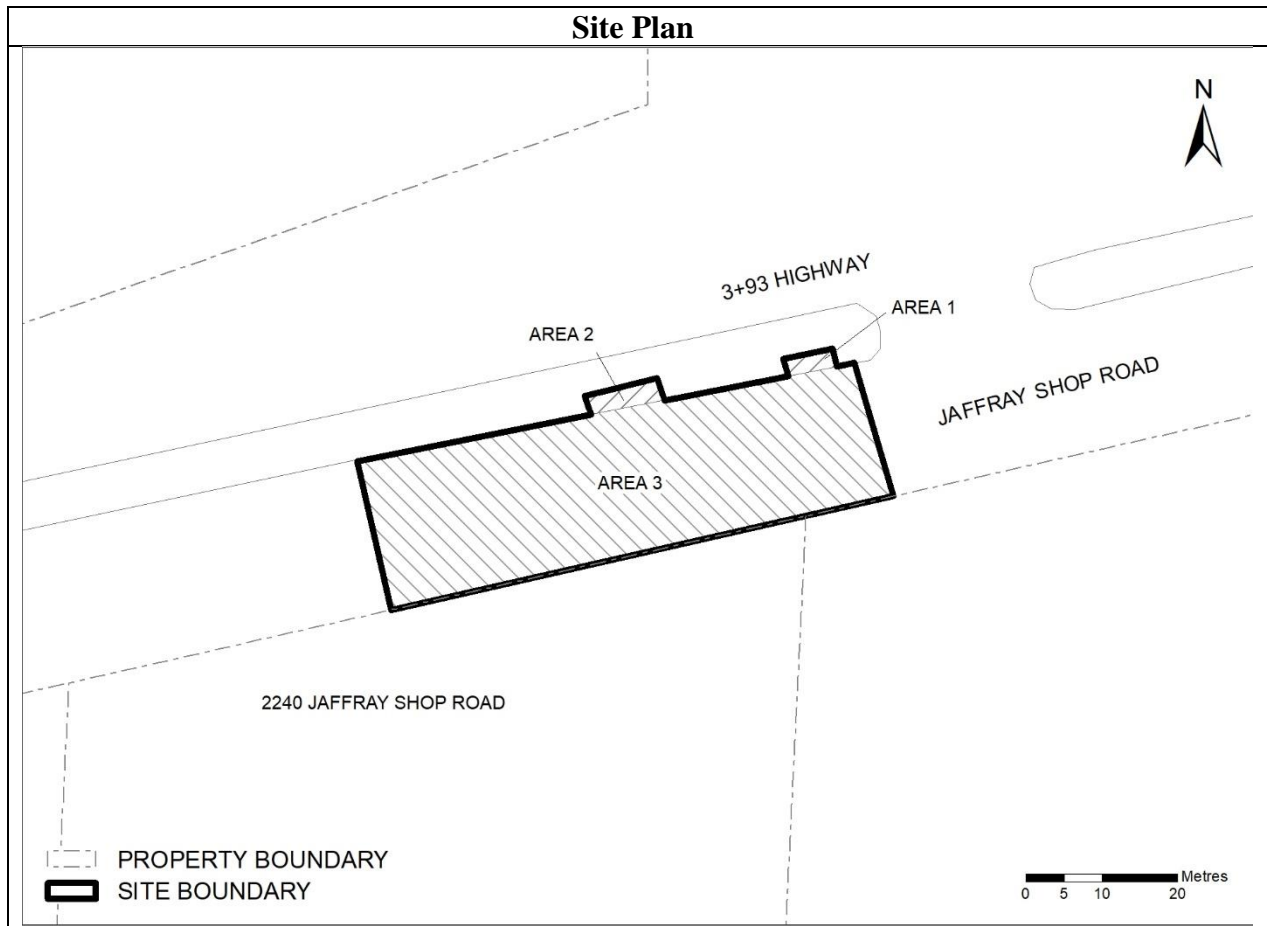 Site Plan
N
3+93 HIGHWAY
AREA 1
AREA 2
JAFFRAY SHOP ROAD
AREA 3
2240 JAFFRAY SHOP ROAD
PROPERTY BOUNDARY
SITE BOUNDARY
Metres
0 5 10 20